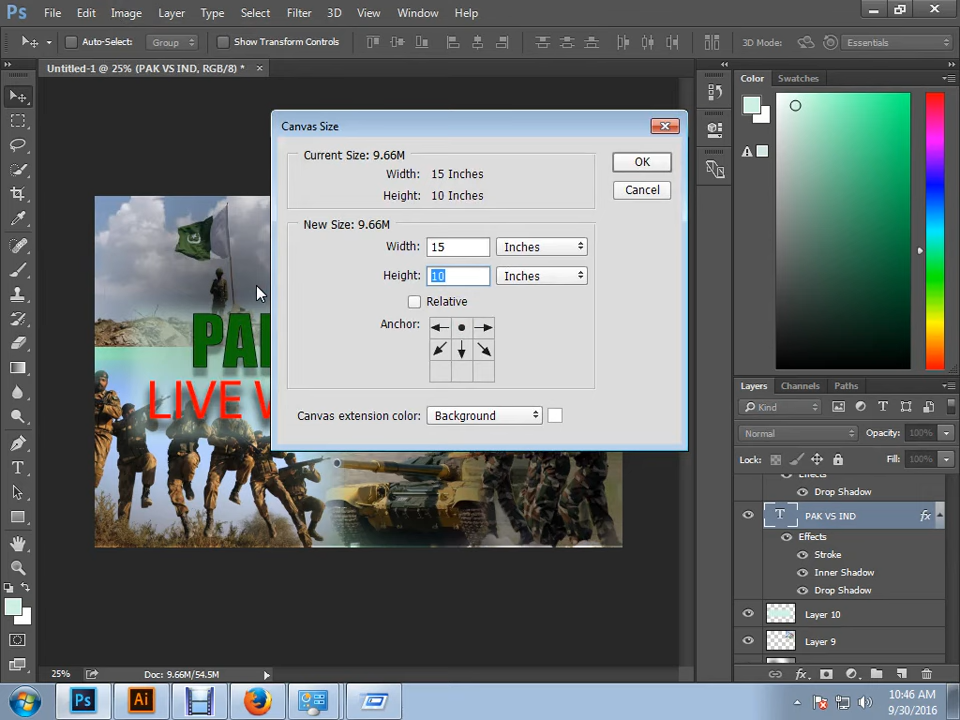 Ps File Edit Image Layer Type Select Filter 3D View Window Help
Auto-Select: Group Show Transform Controls 3D Mode: Essentials
Untitled-1 @ 25% (PAK VS IND, RGB/8) * ×
Color Swatches
Canvas Size
Current Size: 9.66M
Width: 15 Inches
Height: 10 Inches
OK
Cancel
New Size: 9.66M
Width: 15 Inches
Height: 10 Inches
Relative
Anchor:
Canvas extension color: Background
PAK
LIVE
Layers Channels Paths
Kind
Normal Opacity: 100%
Lock: Fill: 100%
Effects
Drop Shadow
T PAK VS IND fx
Effects
Stroke
Inner Shadow
Drop Shadow
Layer 10
Layer 9
25% Doc: 9.66M/54.5M
Ps Ai
10:46 AM
9/30/2016